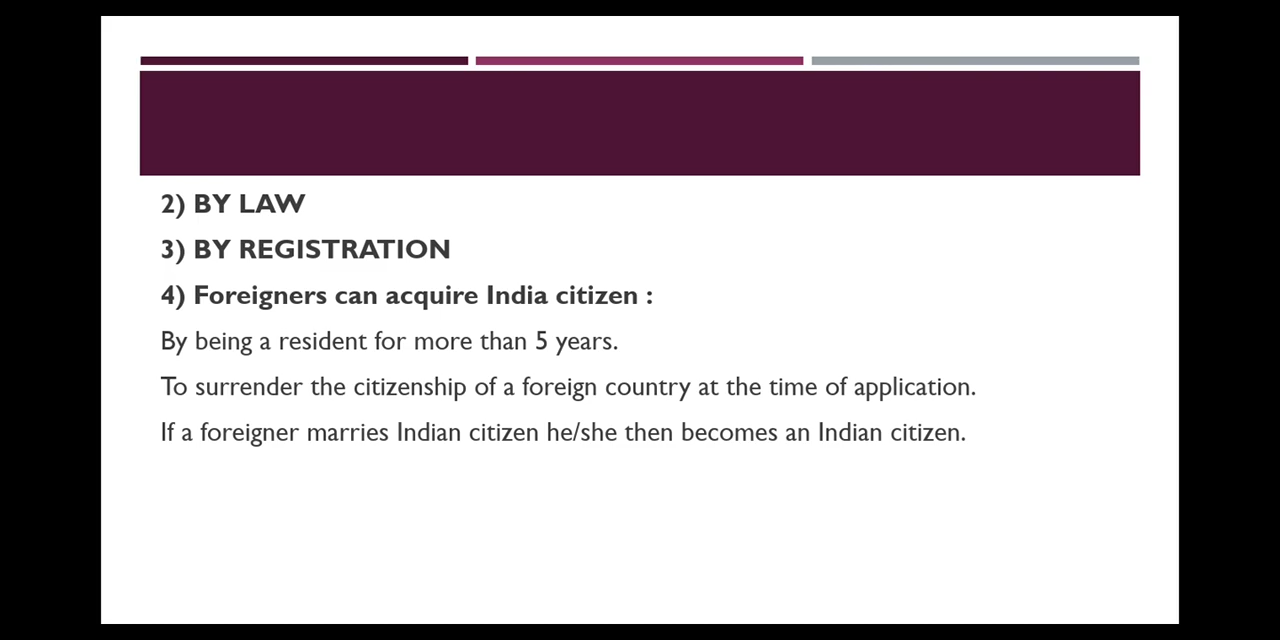 2) BY LAW
3) BY REGISTRATION
4) Foreigners can acquire India citizen :
By being a resident for more than 5 years.
To surrender the citizenship of a foreign country at the time of application.
If a foreigner marries Indian citizen he/she then becomes an Indian citizen.